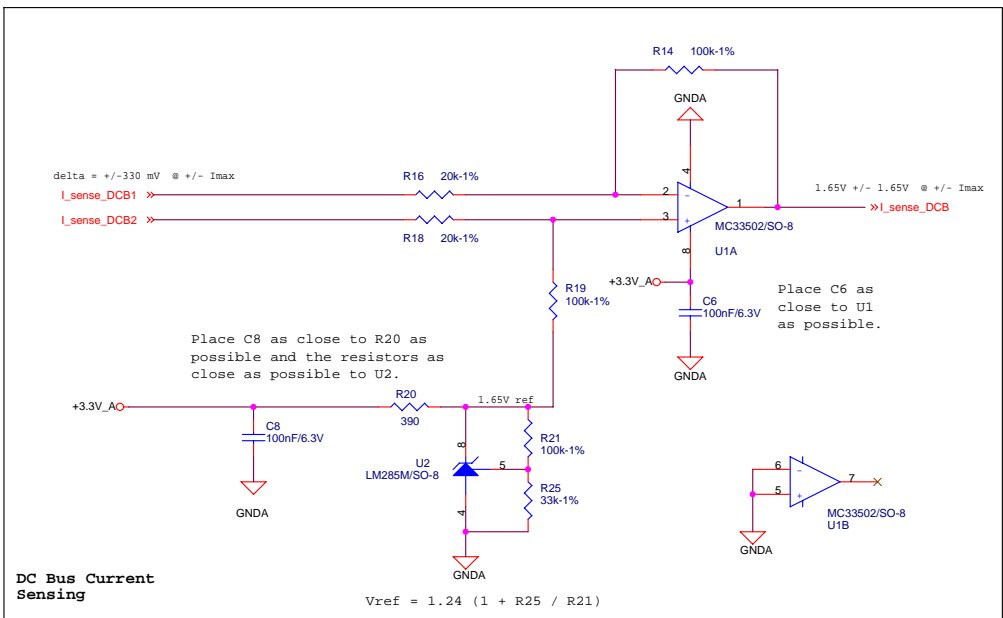 R14 100k-1%
GNDA
4
delta = +/-330 mV @ +/- Imax
R16 20k-1%
1.65V +/- 1.65V @ +/- Imax
I_sense_DCB1
2
-
1
I_sense_DCB
I_sense_DCB2
3
+
MC33502/SO-8
R18 20k-1%
8
U1A
+3.3V_A
R19
100k-1%
C6
100nF/6.3V
Place C6 as
close to U1
as possible.
Place C8 as close to R20 as
possible and the resistors as
close as possible to U2.
GNDA
R20
1.65V ref
+3.3V_A
390
C8
100nF/6.3V
8
R21
100k-1%
U2
LM285M/SO-8
5
R25
33k-1%
4
GNDA
6
-
7
5
+
MC33502/SO-8
U1B
GNDA
GNDA
DC Bus Current
Sensing
Vref = 1.24 (1 + R25 / R21)